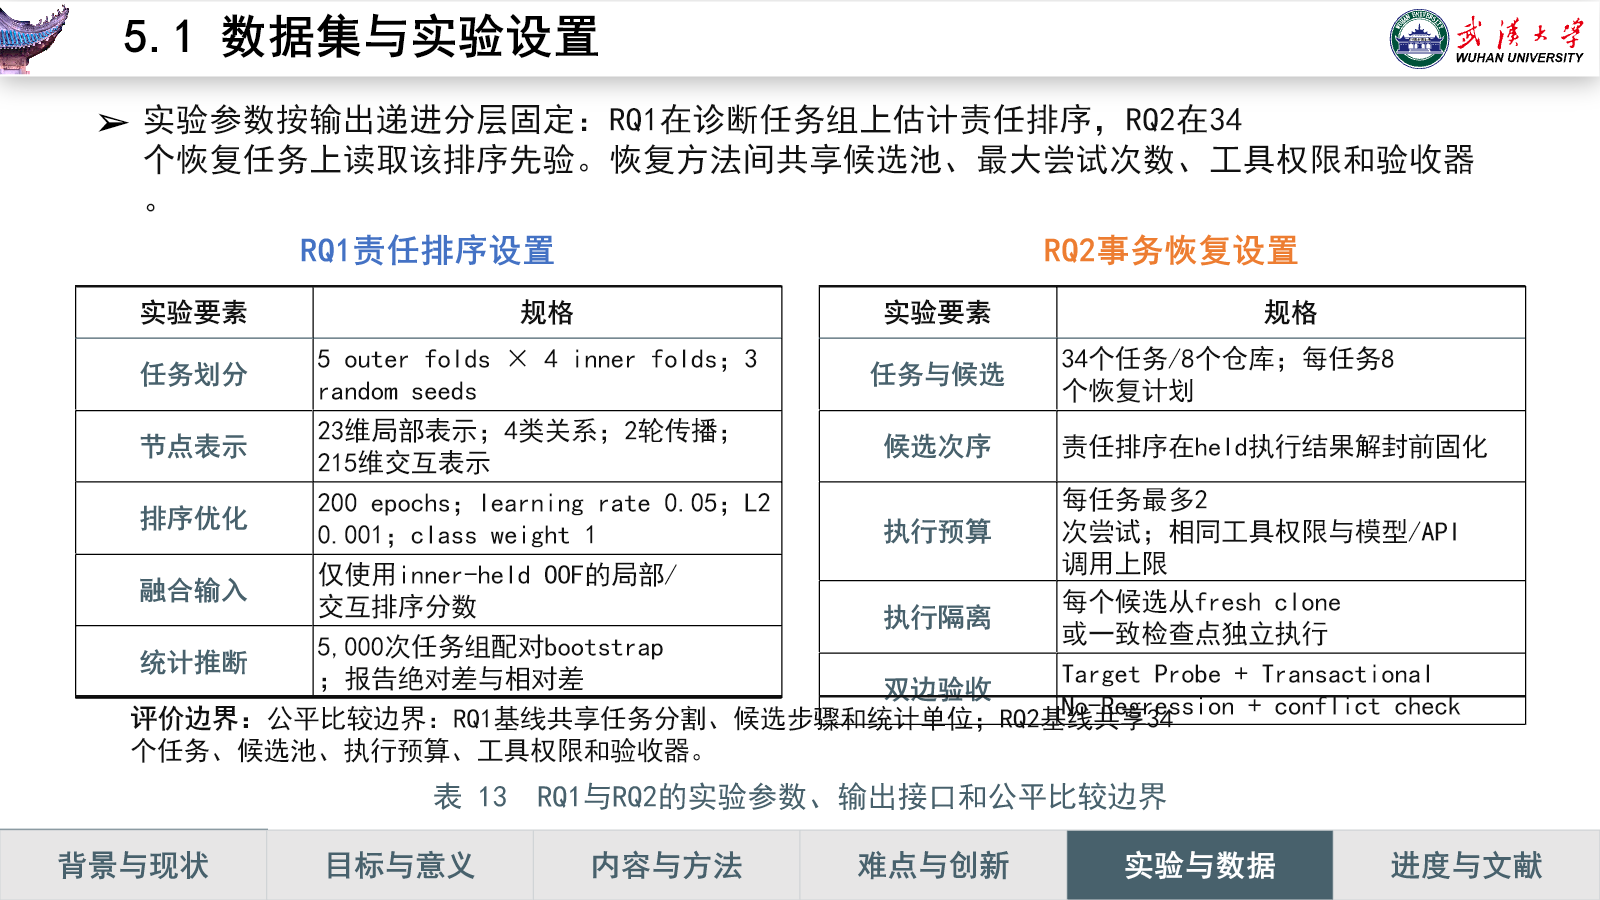 5.1 数据集与实验设置
武汉大学
WUHAN UNIVERSITY
➢ 实验参数按输出递进分层固定：RQ1在诊断任务组上估计责任排序，RQ2在34
个恢复任务上读取该排序先验。恢复方法间共享候选池、最大尝试次数、工具权限和验收器
。
RQ1责任排序设置
实验要素 规格
任务划分 5 outer folds × 4 inner folds；3
random seeds
节点表示 23维局部表示；4类关系；2轮传播；
215维交互表示
排序优化 200 epochs；learning rate 0.05；L2
0.001；class weight 1
融合输入 仅使用inner-held OOF的局部/
交互排序分数
统计推断 5,000次任务组配对bootstrap
；报告绝对差与相对差
RQ2事务恢复设置
实验要素 规格
任务与候选 34个任务/8个仓库；每任务8
个恢复计划
候选次序 责任排序在held执行结果解封前固化
执行预算 每任务最多2
次尝试；相同工具权限与模型/API
调用上限
执行隔离 每个候选从fresh clone
或一致检查点独立执行
双边验收 Target Probe + Transactional
No-Regression + conflict check
评价边界：公平比较边界：RQ1基线共享任务分割、候选步骤和统计单位；RQ2基线共享34
个任务、候选池、执行预算、工具权限和验收器。
表 13 RQ1与RQ2的实验参数、输出接口和公平比较边界
背景与现状 目标与意义 内容与方法 难点与创新 实验与数据 进度与文献